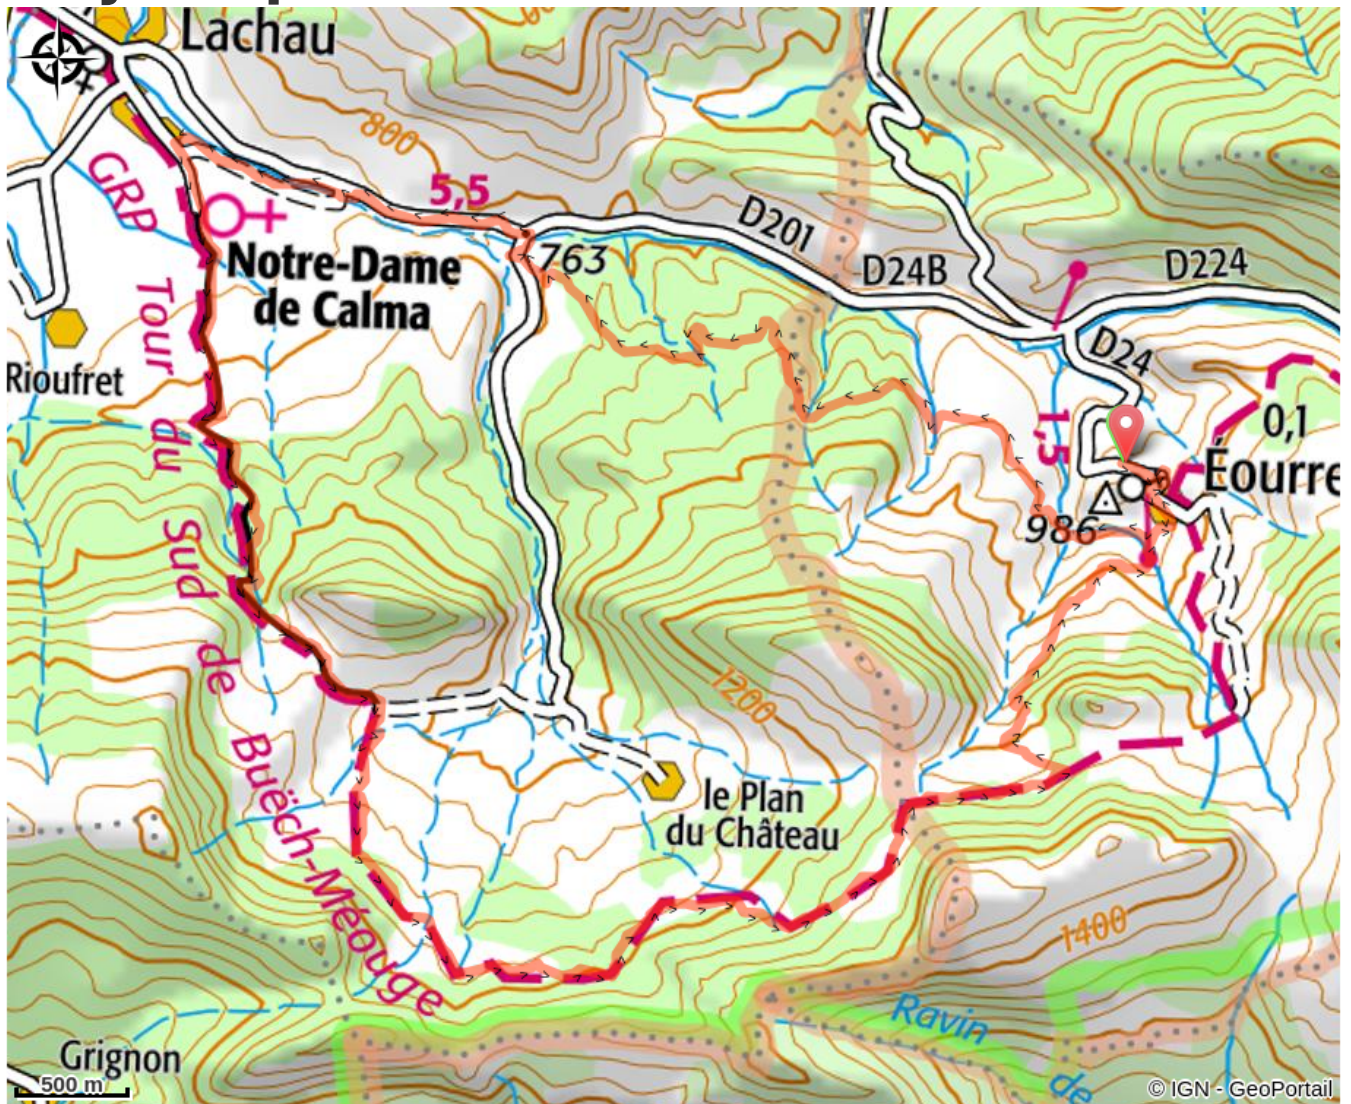 Lachau
800
5,5
GRP
Notre-Dame
de Calma
763
D201
D24B
D224
D24
0,1
1,5
Éourre
986
Tour
du
Sud
de
Buëch-Méouge
Rioufret
1200
le Plan
du Château
1400
Ravin
de
Grignon
500 m
© IGN - GeoPortail